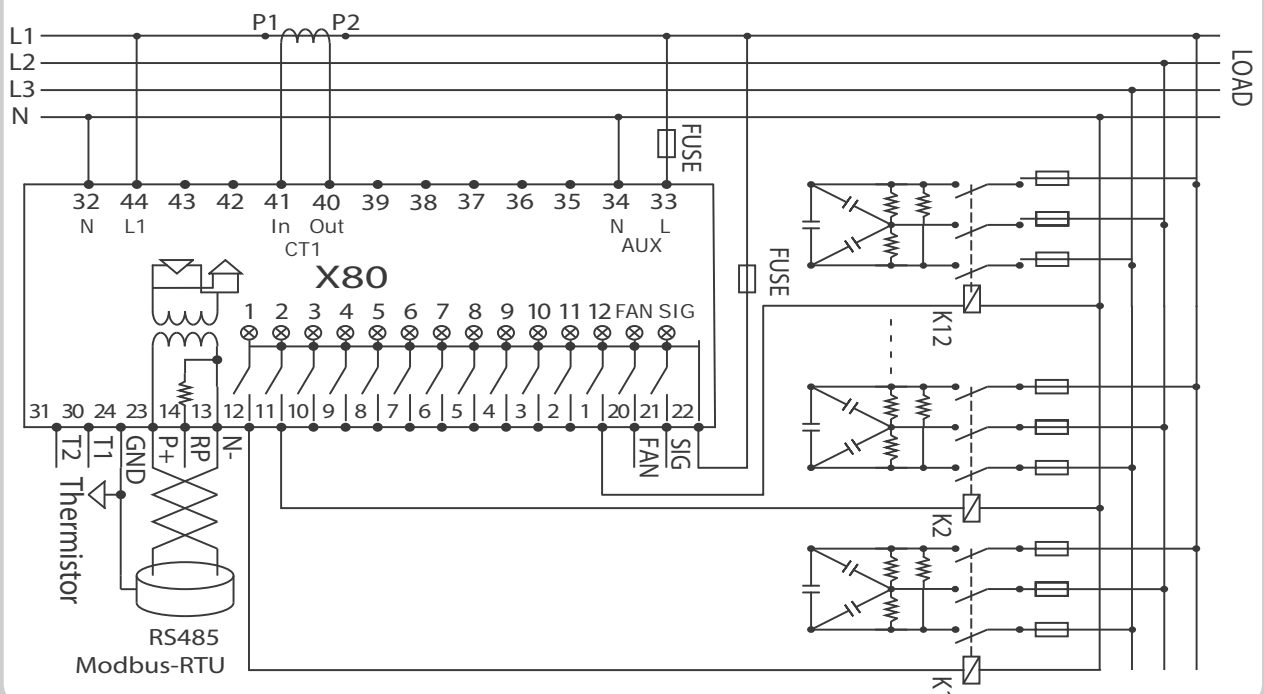 P1 P2
L1
L2
L3
N
LOAD
FUSE
32 44 43 42 41 40 39 38 37 36 35 34 33
N L1 In Out N L
CT1 AUX
X80
FUSE
1 2 3 4 5 6 7 8 9 10 11 12 FAN SIG
K12
31 30 24 23 14 13 12 11 10 9 8 7 6 5 4 3 2 1 20 21 22
T2 T1 GND P+ RP N- FAN SIG
Thermistor
K2
RS485
Modbus-RTU